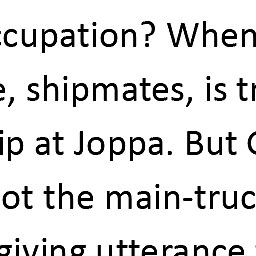 ccupation? When
e, shipmates, is tr
ip at Joppa. But
ot the main-truc
giving utterance